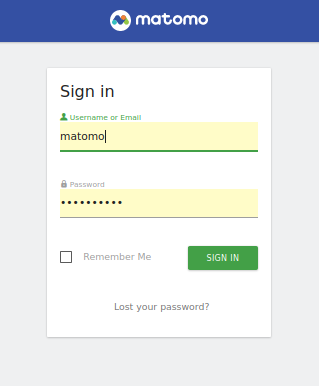 matomo
Sign in
Username or Email
matomo
Password
••••••••••
Remember Me
SIGN IN
Lost your password?